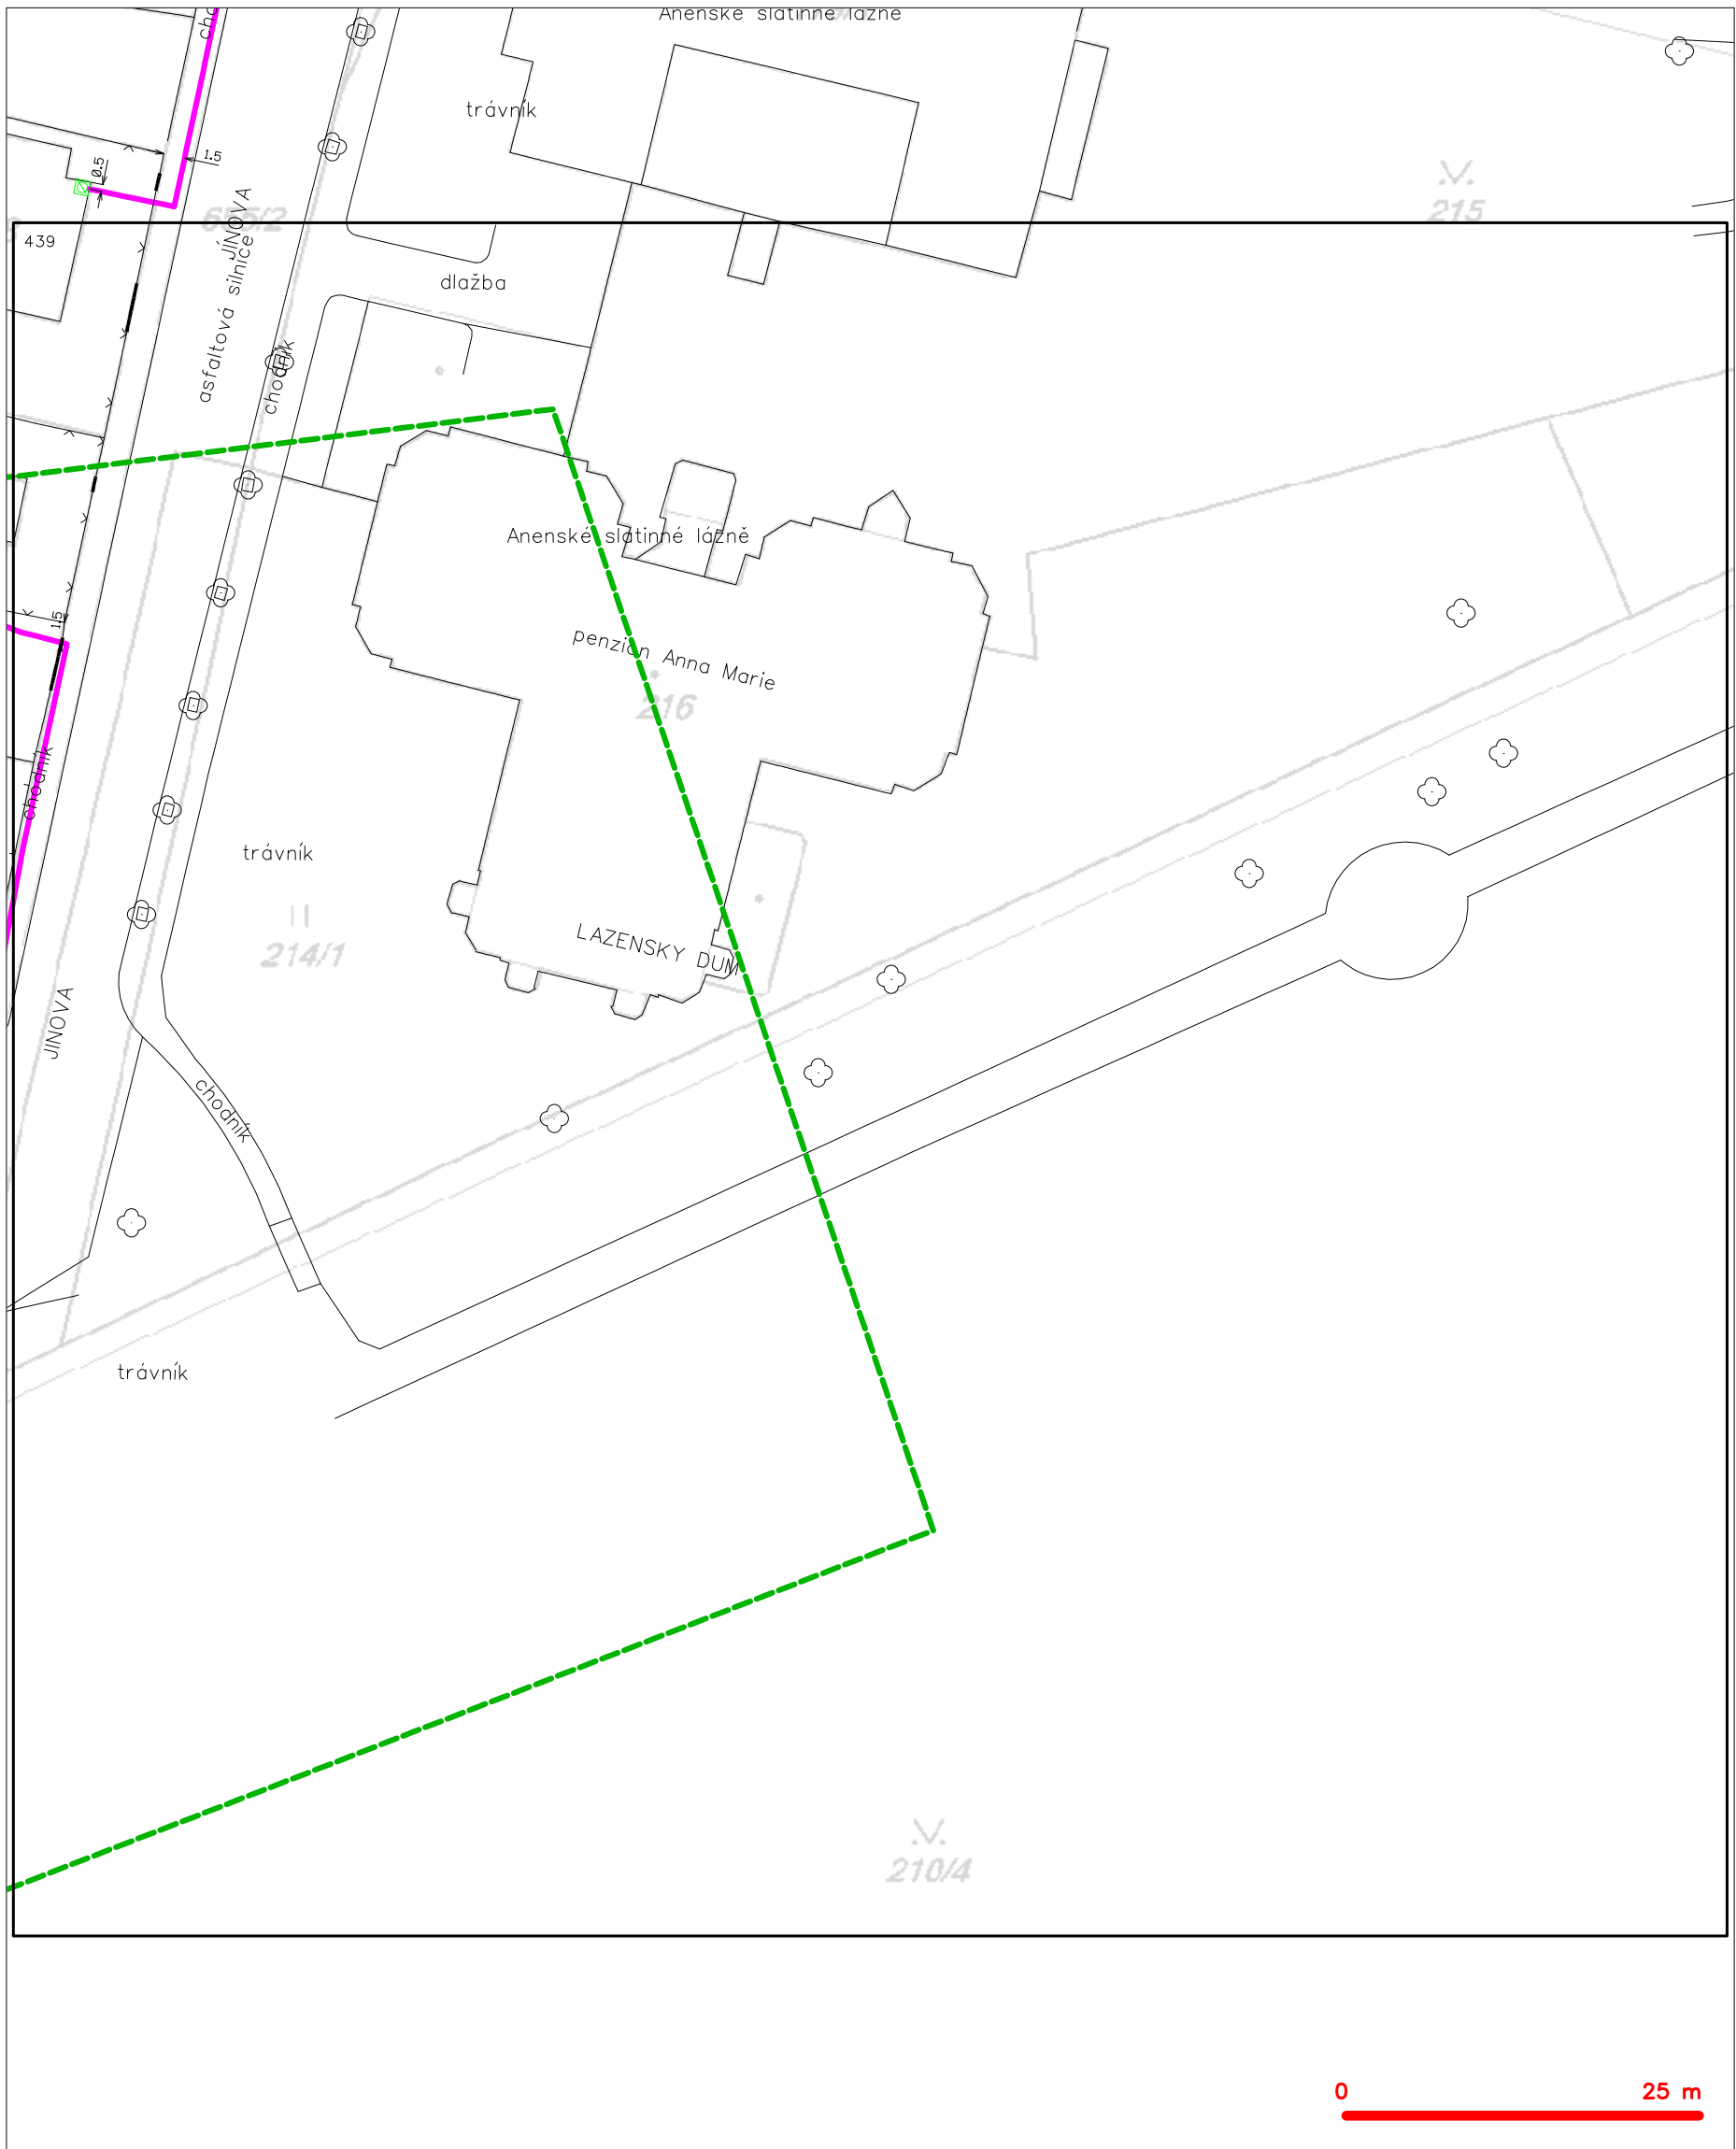 Anenské slatinné lázně
trávník
1.5
0.5
215
JÍNOVA
439
dlažba
asfaltová silnice
chodník
Anenské slatinné lázně
1.5
penzion Anna Marie
216
chodník
trávník
214/1
LAZENSKY DUM
JINOVA
chodník
trávník
210/4
0 25 m